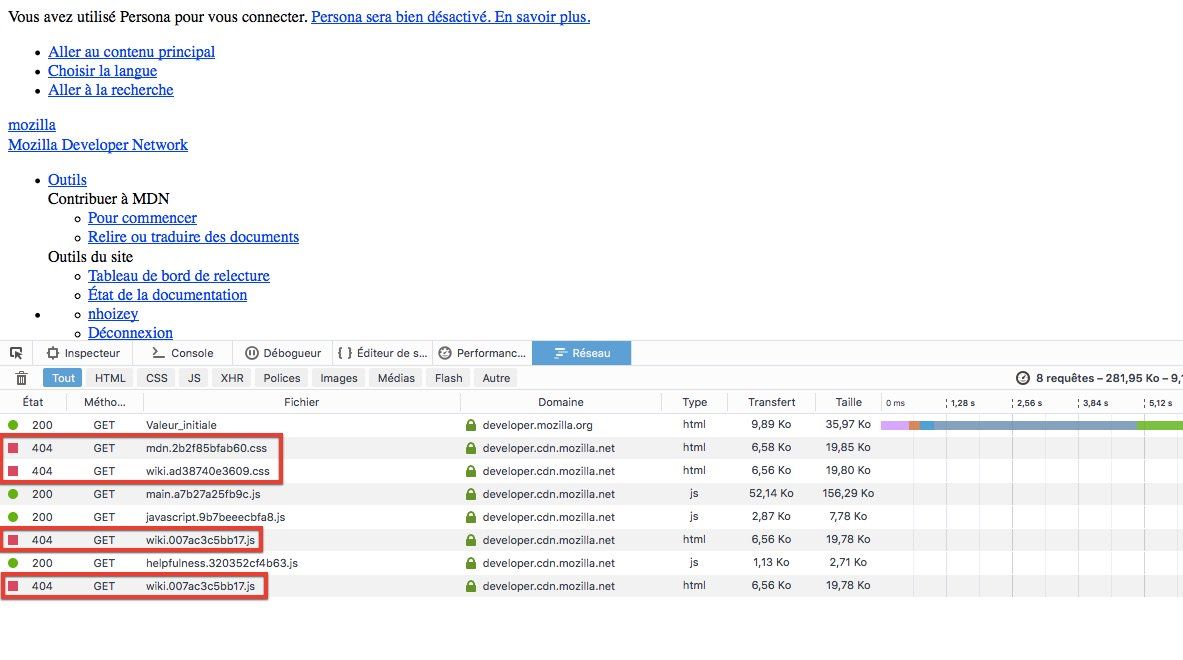 Vous avez utilisé Persona pour vous connecter. Persona sera bien désactivé. En savoir plus.
Aller au contenu principal
Choisir la langue
Aller à la recherche
mozilla
Mozilla Developer Network
Outils
Contribuer à MDN
Pour commencer
Relire ou traduire des documents
Outils du site
Tableau de bord de relecture
État de la documentation
nhoizey
Déconnexion
Inspecteur Console Débogueur { } Éditeur de s... Performanc... Réseau
Tout HTML CSS JS XHR Polices Images Médias Flash Autre 8 requêtes – 281,95 Ko – 9,1
État Métho... Fichier Domaine Type Transfert Taille 0 ms 1,28 s 2,56 s 3,84 s 5,12 s
200 GET Valeur_initiale developer.mozilla.org html 9,89 Ko 35,97 Ko
404 GET mdn.2b2f85bfab60.css developer.cdn.mozilla.net html 6,58 Ko 19,85 Ko
404 GET wiki.ad38740e3609.css developer.cdn.mozilla.net html 6,56 Ko 19,80 Ko
200 GET main.a7b27a25fb9c.js developer.cdn.mozilla.net js 52,14 Ko 156,29 Ko
200 GET javascript.9b7beeecbfa8.js developer.cdn.mozilla.net js 2,87 Ko 7,78 Ko
404 GET wiki.007ac3c5bb17.js developer.cdn.mozilla.net html 6,56 Ko 19,78 Ko
200 GET helpfulness.320352cf4b63.js developer.cdn.mozilla.net js 1,13 Ko 2,71 Ko
404 GET wiki.007ac3c5bb17.js developer.cdn.mozilla.net html 6,56 Ko 19,78 Ko